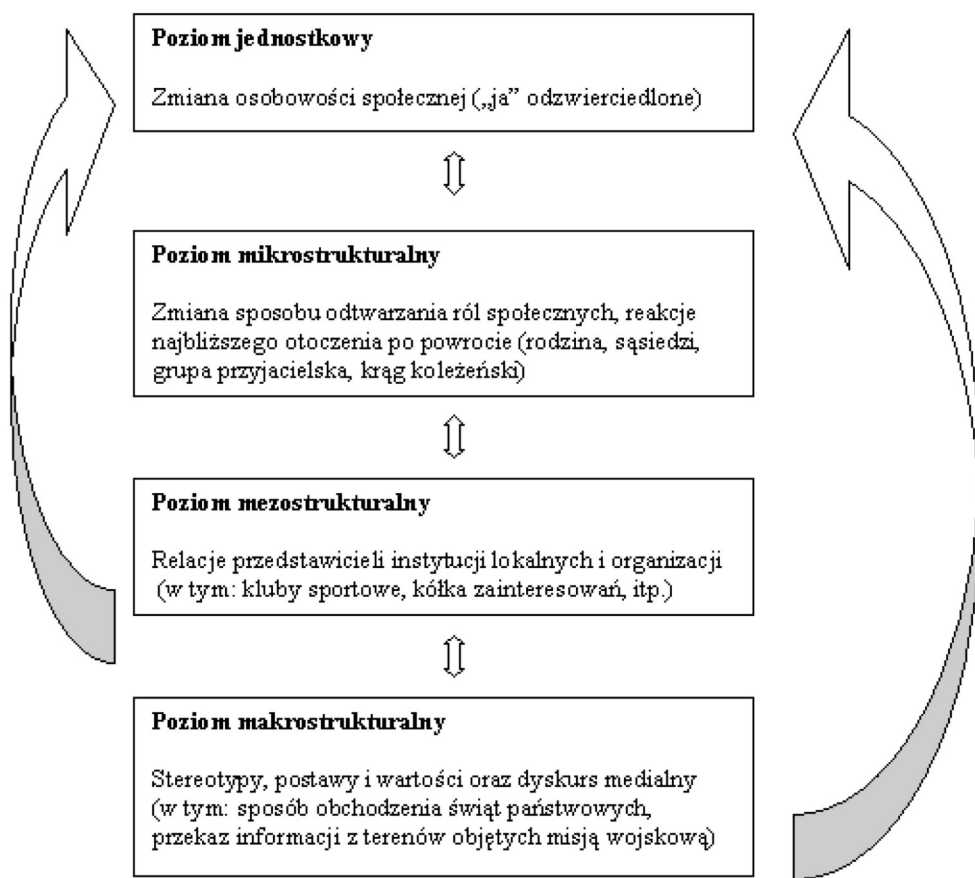 Poziom jednostkowy
Zmiana osobowości społecznej („ja” odzwierciedlone)
Poziom mikrostrukturalny
Zmiana sposobu odtwarzania ról społecznych, reakcje
najbliższego otoczenia po powrocie (rodzina, sąsiedzi,
grupa przyjacielska, krąg koleżeński)
Poziom mezostrukturalny
Relacje przedstawicieli instytucji lokalnych i organizacji
(w tym: kluby sportowe, kółka zainteresowań, itp.)
Poziom makrostrukturalny
Stereotypy, postawy i wartości oraz dyskurs medialny
(w tym: sposób obchodzenia świąt państwowych,
przekaz informacji z terenów objętych misją wojskową)